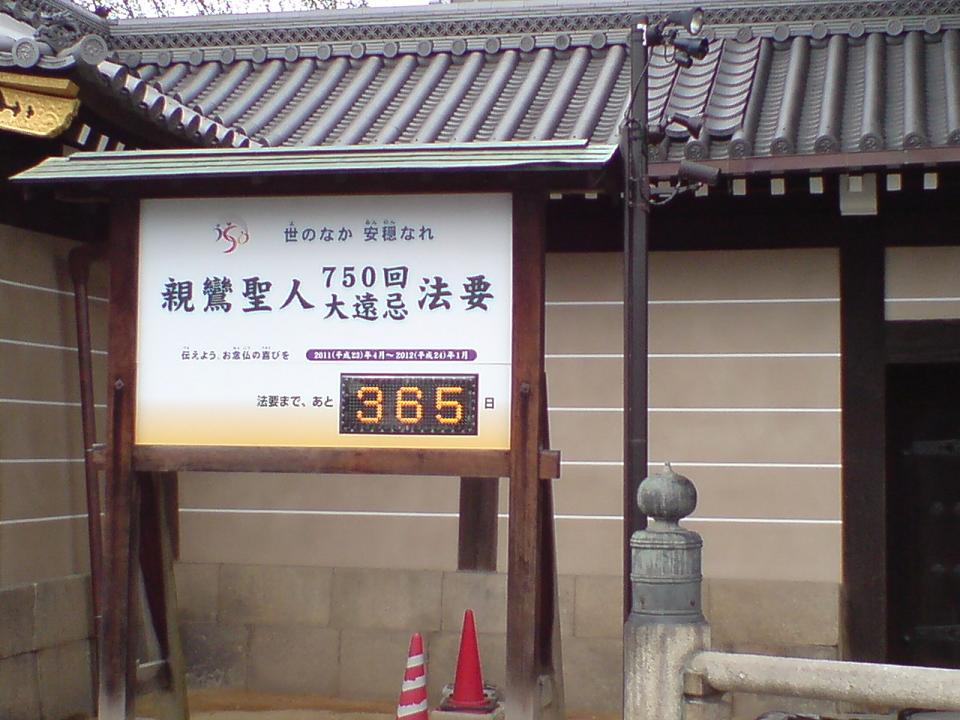 750
世のなか 安穏なれ
親鸞聖人 750回 大遠忌 法要
伝えよう、お念仏の喜びを
2011(平成23)年4月～2012(平成24)年1月
法要まで、あと 365 日